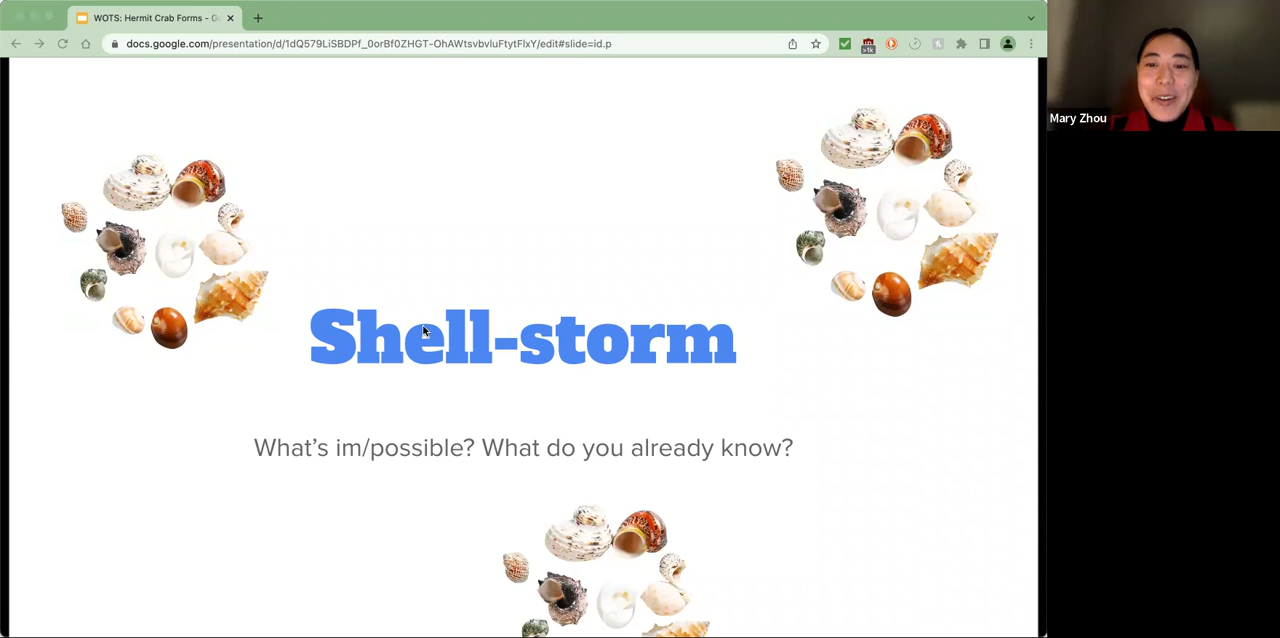 WOTS: Hermit Crab Forms - G
docs.google.com/presentation/d/1dQ579LiSBDPf_0orBf0ZHGT-OhAWtsvbvluFtytFlxY/edit#slide=id.p
>1k
Mary Zhou
Shell-storm
What's im/possible? What do you already know?